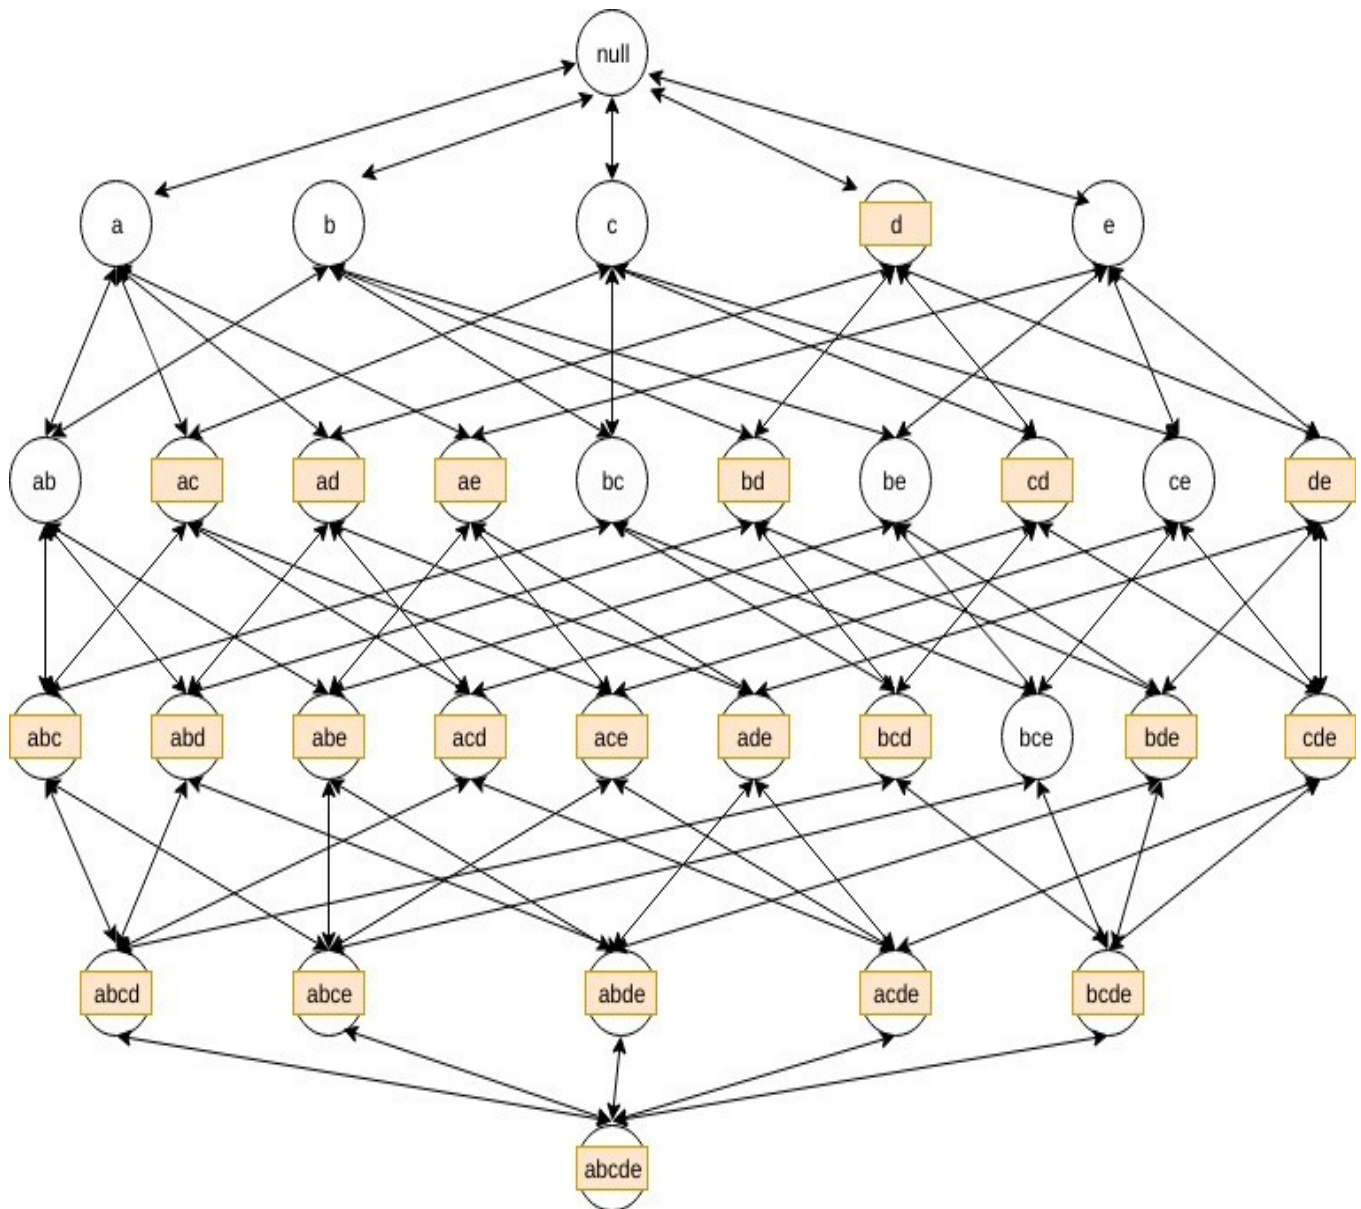 null
a b c d e
ab ac ad ae bc bd be cd ce de
abc abd abe acd ace ade bcd bce bde cde
abcd abce abde acde bcde
abcde